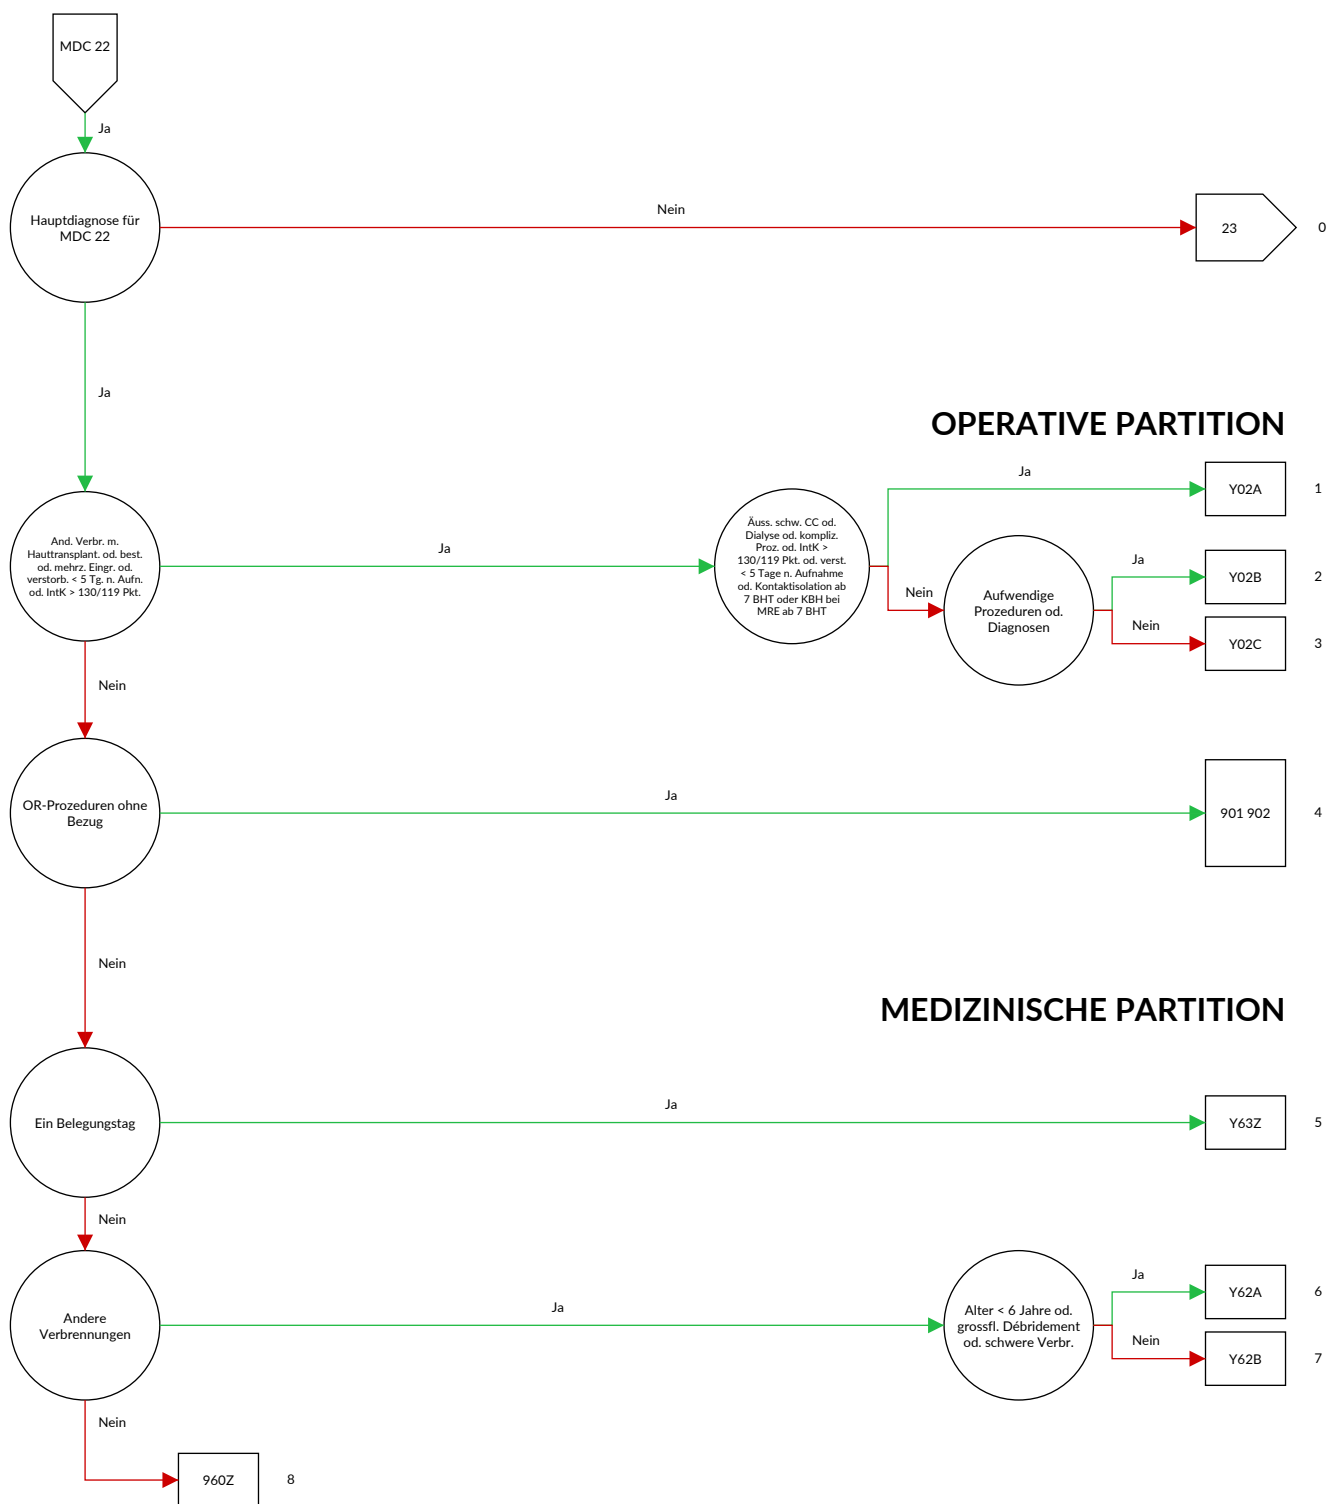 MDC 22
Ja
Hauptdiagnose für
MDC 22
Nein
23
0
Ja
OPERATIVE PARTITION
And. Verbr. m.
Hauttransplant. od. best.
od. mehrz. Eingr. od.
verstorb. < 5 Tg. n. Aufn.
od. IntK > 130/119 Pkt.
Ja
Äuss. schw. CC od.
Dialyse od. kompliz.
Proz. od. IntK >
130/119 Pkt. od. verst.
< 5 Tage n. Aufnahme
od. Kontaktisolation ab
7 BHT oder KBH bei
MRE ab 7 BHT
Ja
Y02A
1
Nein
Aufwendige
Prozeduren od.
Diagnosen
Ja
Y02B
2
Nein
Y02C
3
Nein
OR-Prozeduren ohne
Bezug
Ja
901 902
4
Nein
MEDIZINISCHE PARTITION
Ein Belegungstag
Ja
Y63Z
5
Nein
Andere
Verbrennungen
Ja
Alter < 6 Jahre od.
grossfl. Débridement
od. schwere Verbr.
Ja
Y62A
6
Nein
Y62B
7
Nein
960Z
8